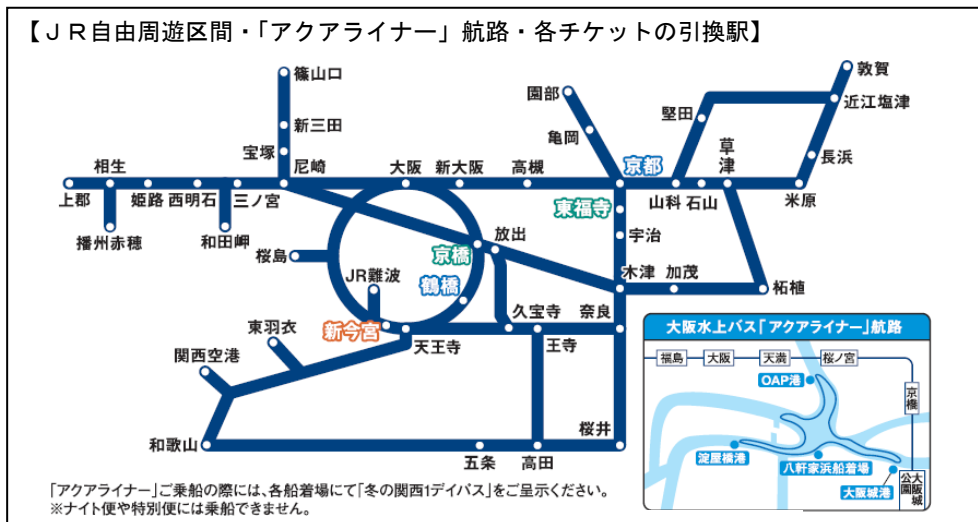 【ＪＲ自由周遊区間・「アクアライナー」航路・各チケットの引換駅】
敦賀
篠山口
園部
近江塩津
堅田
新三田
亀岡
草津
宝塚
長浜
相生
尼崎
大阪
新大阪
高槻
京都
上郡
姫路
西明石
三ノ宮
山科
石山
米原
東福寺
播州赤穂
和田岬
宇治
放出
京橋
桜島
JR難波
鶴橋
木津
加茂
柘植
新今宮
久宝寺
奈良
東羽衣
天王寺
王寺
関西空港
和歌山
五条
高田
桜井
大阪水上バス「アクアライナー」航路
福島
大阪
天満
桜ノ宮
OAP港
京橋
淀屋橋港
八軒家浜船着場
大阪城港
大阪城公園
「アクアライナー」ご乗船の際には、各船着場にて「冬の関西1デイパス」をご呈示ください。
※ナイト便や特別便には乗船できません。